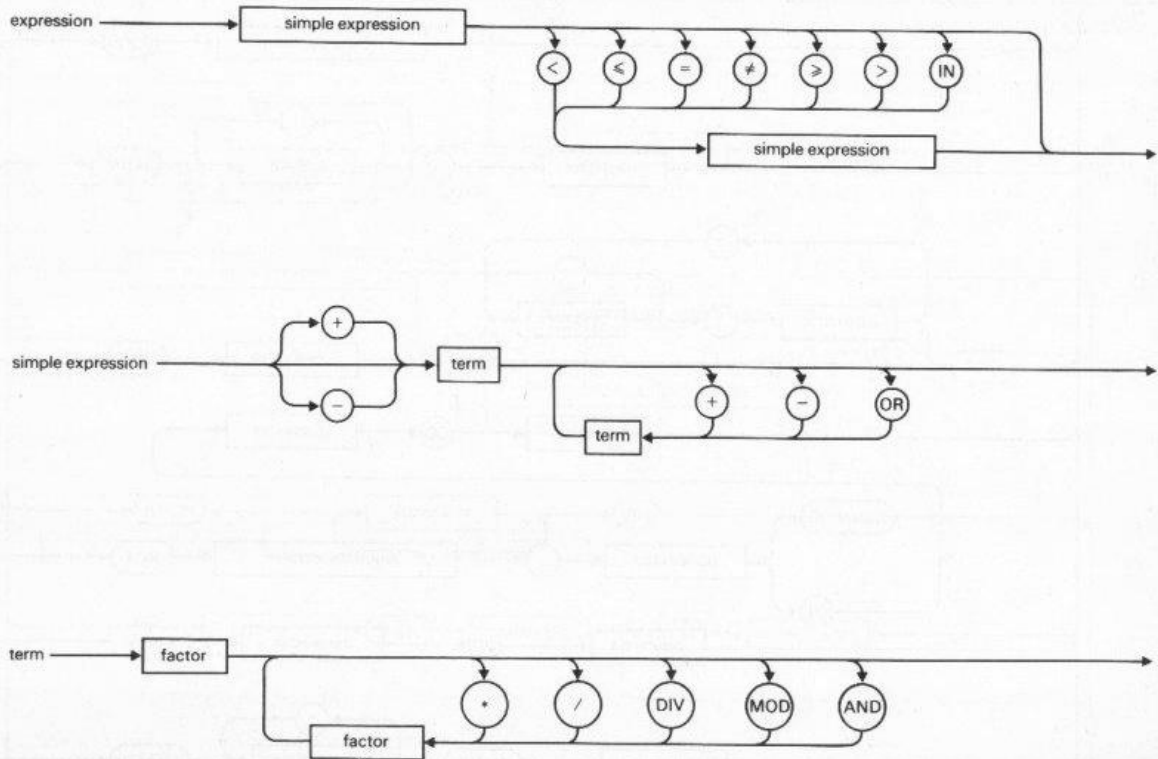 expression
simple expression
< ⩽ = ≠ ⩾ > IN
simple expression
+
simple expression
term
−
+ − OR
term
term
factor
* / DIV MOD AND
factor